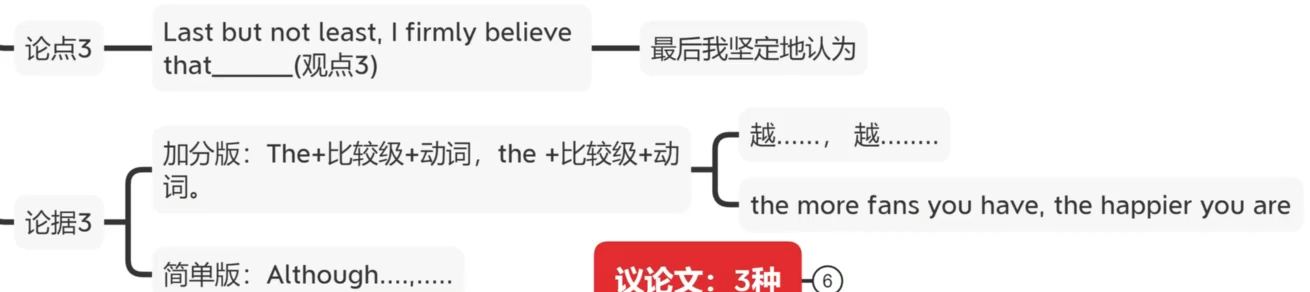 论点3
Last but not least, I firmly believe
that______(观点3)
最后我坚定地认为
论据3
加分版：The+比较级+动词，the +比较级+动
词。
越......， 越........
the more fans you have, the happier you are
简单版：Although....,.....
议论文：3种
6